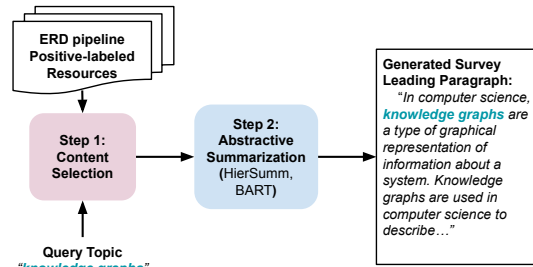 ERD pipeline
Positive-labeled
Resources
Step 1:
Content
Selection
Query Topic
"knowledge graphs"
Step 2:
Abstractive
Summarization
(HierSumm,
BART)
Generated Survey
Leading Paragraph:
“In computer science,
knowledge graphs are
a type of graphical
representation of
information about a
system. Knowledge
graphs are used in
computer science to
describe…”